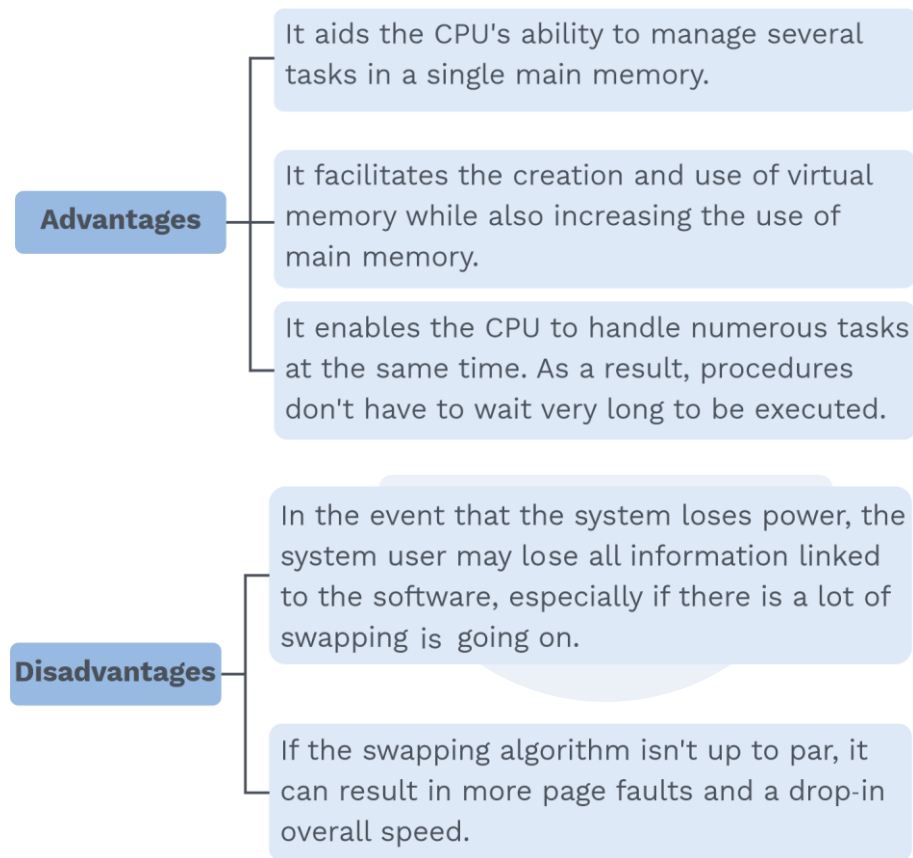 It aids the CPU's ability to manage several
tasks in a single main memory.
Advantages
It facilitates the creation and use of virtual
memory while also increasing the use of
main memory.
It enables the CPU to handle numerous tasks
at the same time. As a result, procedures
don't have to wait very long to be executed.
In the event that the system loses power, the
system user may lose all information linked
to the software, especially if there is a lot of
swapping is going on.
Disadvantages
If the swapping algorithm isn't up to par, it
can result in more page faults and a drop-in
overall speed.